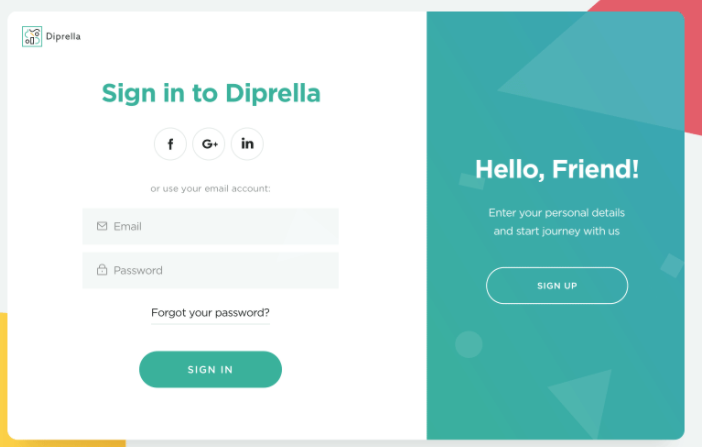 Diprella
Sign in to Diprella
f
G+
in
or use your email account:
Email
Password
Forgot your password?
SIGN IN
Hello, Friend!
Enter your personal details
and start journey with us
SIGN UP